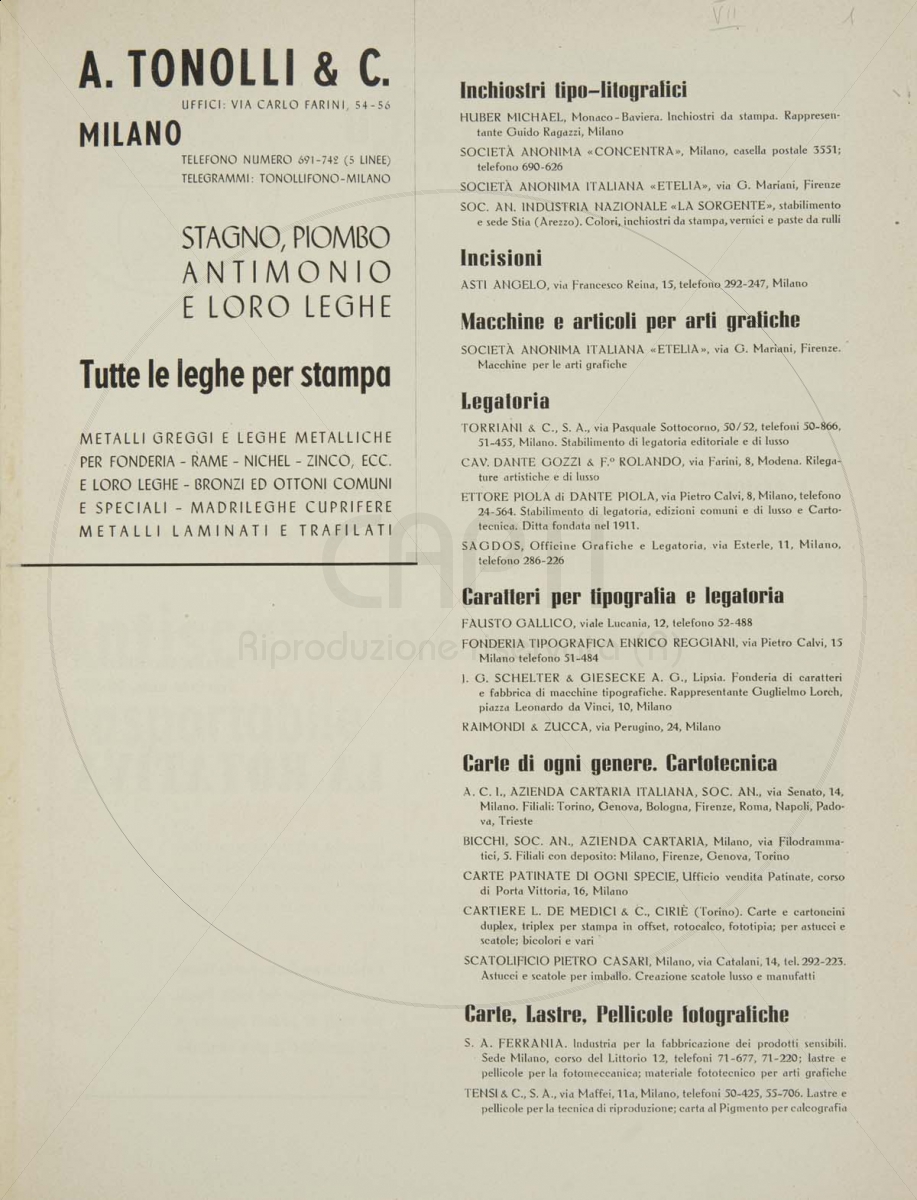 VII 1
A. TONOLLI & C.
UFFICI: VIA CARLO FARINI, 54-56
MILANO
TELEFONO NUMERO 691-742 (5 LINEE)
TELEGRAMMI: TONOLLIFONO-MILANO
STAGNO, PIOMBO
ANTIMONIO
E LORO LEGHE
Tutte le leghe per stampa
METALLI GREGGI E LEGHE METALLICHE
PER FONDERIA - RAME - NICHEL - ZINCO, ECC.
E LORO LEGHE - BRONZI ED OTTONI COMUNI
E SPECIALI - MADRILEGHE CUPRIFERE
METALLI LAMINATI E TRAFILATI
Inchiostri tipo-litografici
HUBER MICHAEL, Monaco-Baviera. Inchiostri da stampa. Rappresen-
tante Guido Ragazzi, Milano
SOCIETÀ ANONIMA «CONCENTRA», Milano, casella postale 3551;
telefono 690-626
SOCIETÀ ANONIMA ITALIANA «ETELIA», via G. Mariani, Firenze
SOC. AN. INDUSTRIA NAZIONALE «LA SORGENTE», stabilimento
e sede Stia (Arezzo). Colori, inchiostri da stampa, vernici e paste da rulli
Incisioni
ASTI ANGELO, via Francesco Reina, 15, telefono 292-247, Milano
Macchine e articoli per arti grafiche
SOCIETÀ ANONIMA ITALIANA «ETELIA», via G. Mariani, Firenze.
Macchine per le arti grafiche
Legatoria
TORRIANI & C., S. A., via Pasquale Sottocorno, 50/52, telefoni 50-866,
51-455, Milano. Stabilimento di legatoria editoriale e di lusso
CAV. DANTE GOZZI & F.º ROLANDO, via Farini, 8, Modena. Rilega-
ture artistiche e di lusso
ETTORE PIOLA di DANTE PIOLA, via Pietro Calvi, 8, Milano, telefono
24-564. Stabilimento di legatoria, edizioni comuni e di lusso e Carto-
tecnica. Ditta fondata nel 1911.
SAGDOS, Officine Grafiche e Legatoria, via Esterle, 11, Milano,
telefono 286-226
Caratteri per tipografia e legatoria
FAUSTO GALLICO, viale Lucania, 12, telefono 52-488
FONDERIA TIPOGRAFICA ENRICO REGGIANI, via Pietro Calvi, 15
Milano telefono 51-484
J. G. SCHELTER & GIESECKE A. G., Lipsia. Fonderia di caratteri
e fabbrica di macchine tipografiche. Rappresentante Guglielmo Lorch,
piazza Leonardo da Vinci, 10, Milano
RAIMONDI & ZUCCA, via Perugino, 24, Milano
Carte di ogni genere. Cartotecnica
A. C. I., AZIENDA CARTARIA ITALIANA, SOC. AN., via Senato, 14,
Milano. Filiali: Torino, Genova, Bologna, Firenze, Roma, Napoli, Pado-
va, Trieste
BICCHI, SOC. AN., AZIENDA CARTARIA, Milano, via Filodramma-
tici, 5. Filiali con deposito: Milano, Firenze, Genova, Torino
CARTE PATINATE DI OGNI SPECIE, Ufficio vendita Patinate, corso
di Porta Vittoria, 16, Milano
CARTIERE L. DE MEDICI & C., CIRIÈ (Torino). Carte e cartoncini
duplex, triplex per stampa in offset, rotocalco, fototipia; per astucci e
scatole; bicolori e vari
SCATOLIFICIO PIETRO CASARI, Milano, via Catalani, 14, tel. 292-223.
Astucci e scatole per imballo. Creazione scatole lusso e manufatti
Carte, Lastre, Pellicole fotografiche
S. A. FERRANIA. Industria per la fabbricazione dei prodotti sensibili.
Sede Milano, corso del Littorio 12, telefoni 71-677, 71-220; lastre e
pellicole per la fotomeccanica; materiale fototecnico per arti grafiche
TENSI & C., S. A., via Maffei, 11a, Milano, telefoni 50-425, 55-706. Lastre e
pellicole per la tecnica di riproduzione; carta al Pigmento per calcografia
CAPTI
Riproduzione